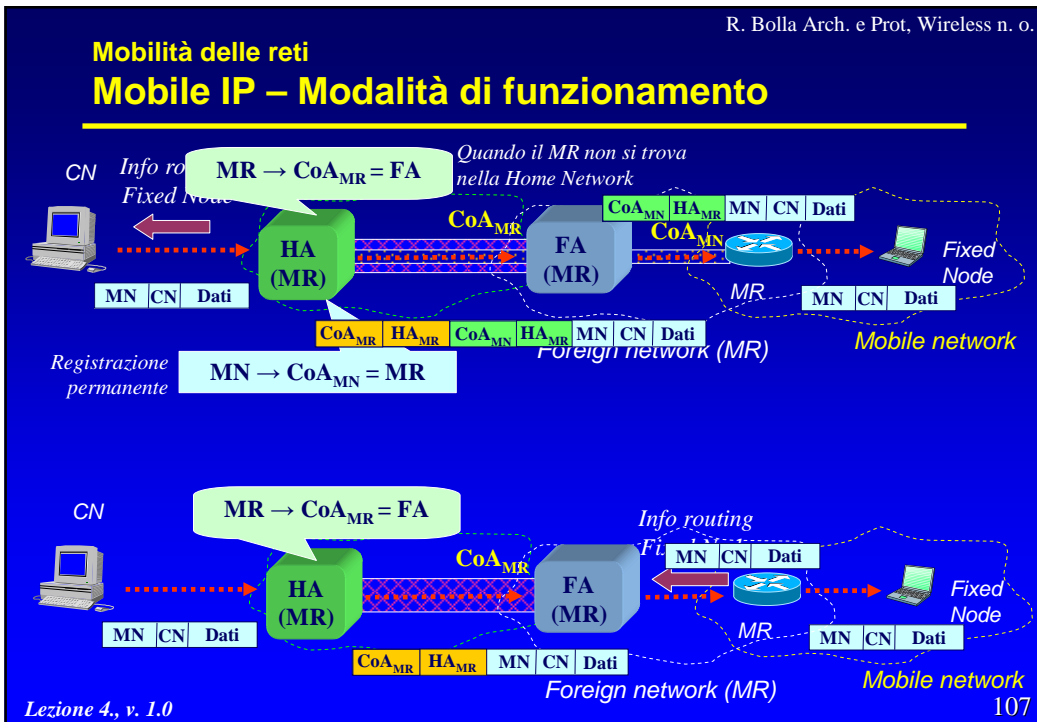 R. Bolla Arch. e Prot, Wireless n. o.
Mobilità delle reti
Mobile IP – Modalità di funzionamento
CN
Info
Fixed
MR → CoAMR = FA
Quando il MR non si trova
nella Home Network
CoAMR
CoAMN HAMR MN CN Dati
CoAMN
HA
(MR)
FA
(MR)
MR
Fixed
Node
MN CN Dati
MN CN Dati
CoAMR HAMR CoAMN HAMR MN CN Dati
Foreign network (MR)
Mobile network
Registrazione
permanente
MN → CoAMN = MR
CN
MR → CoAMR = FA
Info routing
CoAMR
MN CN Dati
HA
(MR)
FA
(MR)
MR
Fixed
Node
MN CN Dati
MN CN Dati
CoAMR HAMR MN CN Dati
Foreign network (MR)
Mobile network
Lezione 4., v. 1.0
107